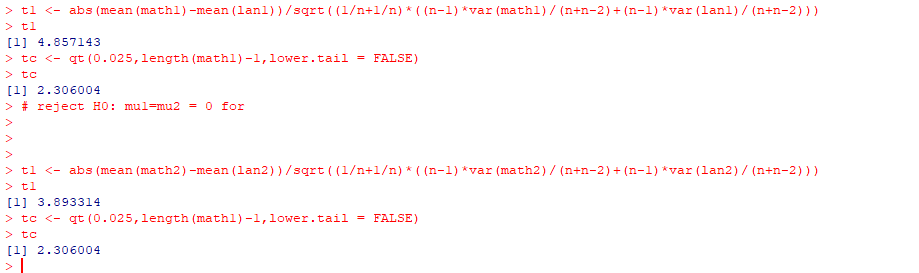 > t1 <- abs(mean(math1)-mean(lan1))/sqrt((1/n+1/n)*((n-1)*var(math1)/(n+n-2)+(n-1)*var(lan1)/(n+n-2)))
> t1
[1] 4.857143
> tc <- qt(0.025,length(math1)-1,lower.tail = FALSE)
> tc
[1] 2.306004
> # reject H0: mu1=mu2 = 0 for
>
>
>
> t1 <- abs(mean(math2)-mean(lan2))/sqrt((1/n+1/n)*((n-1)*var(math2)/(n+n-2)+(n-1)*var(lan2)/(n+n-2)))
> t1
[1] 3.893314
> tc <- qt(0.025,length(math1)-1,lower.tail = FALSE)
> tc
[1] 2.306004
>